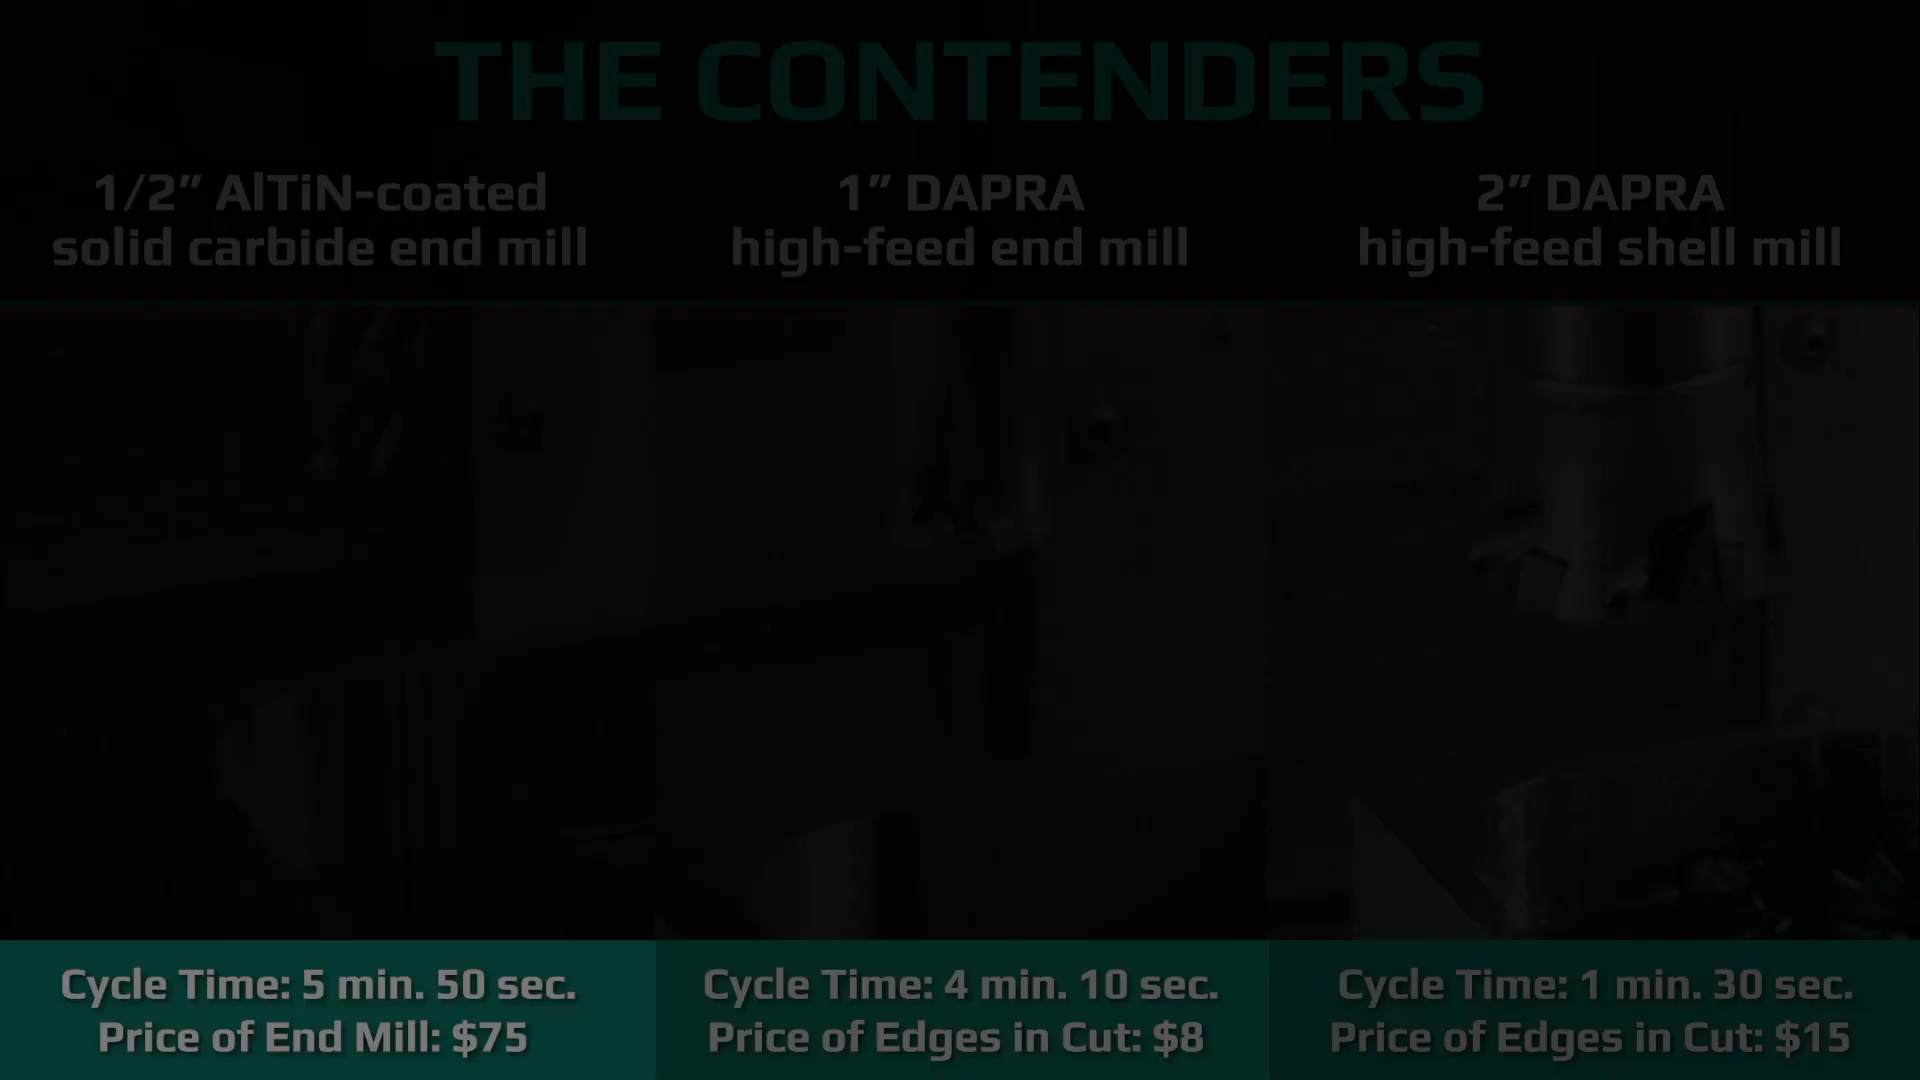 THE CONTENDERS
1/2” AlTiN-coated
solid carbide end mill
1” DAPRA
high-feed end mill
2” DAPRA
high-feed shell mill
Cycle Time: 5 min. 50 sec.
Price of End Mill: $75
Cycle Time: 4 min. 10 sec.
Price of Edges in Cut: $8
Cycle Time: 1 min. 30 sec.
Price of Edges in Cut: $15